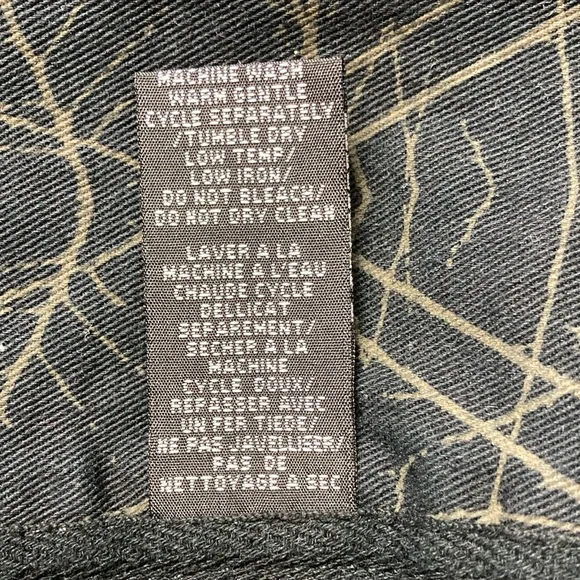 MACHINE WASH
WARM GENTLE
CYCLE SEPARATELY
/TUMBLE DRY
LOW TEMP/
LOW IRON/
DO NOT BLEACH/
DO NOT DRY CLEAN
LAVER A LA
MACHINE A L'EAU
CHAUDE CYCLE
DELLICAT
SEPAREMENT/
SECHER A LA
MACHINE
CYCLE DOUX/
REPASSER AVEC
UN FER TIEDE/
NE PAS JAVELLISERY
PAS DE
NETTOYAGE A SEC